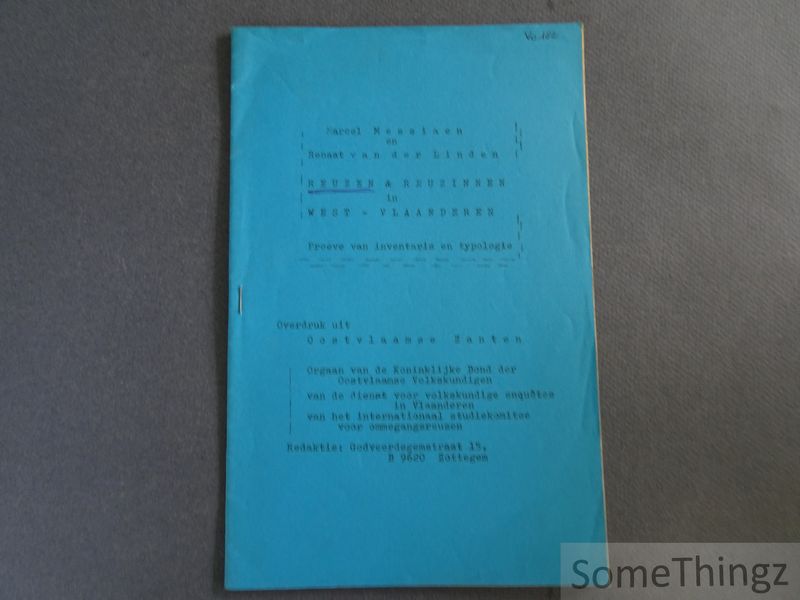 Vo 182
Marcel Messiaen
en
Renaat van der Linden
REUZEN & REUZINNEN
in
WEST - VLAANDEREN
Proeve van inventaris en typologie
Overdruk uit
Oostvlaamse Zanten
Orgaan van de Koninklijke Bond der
Oostvlaamse Volkskundigen
van de dienst voor volkskundige enquêtes
in Vlaanderen
van het internationaal studiekomitee
voor ommegangsreuzen
Redaktie: Godveerdegemstraat 15,
B 9620 Zottegem
SomeThingz